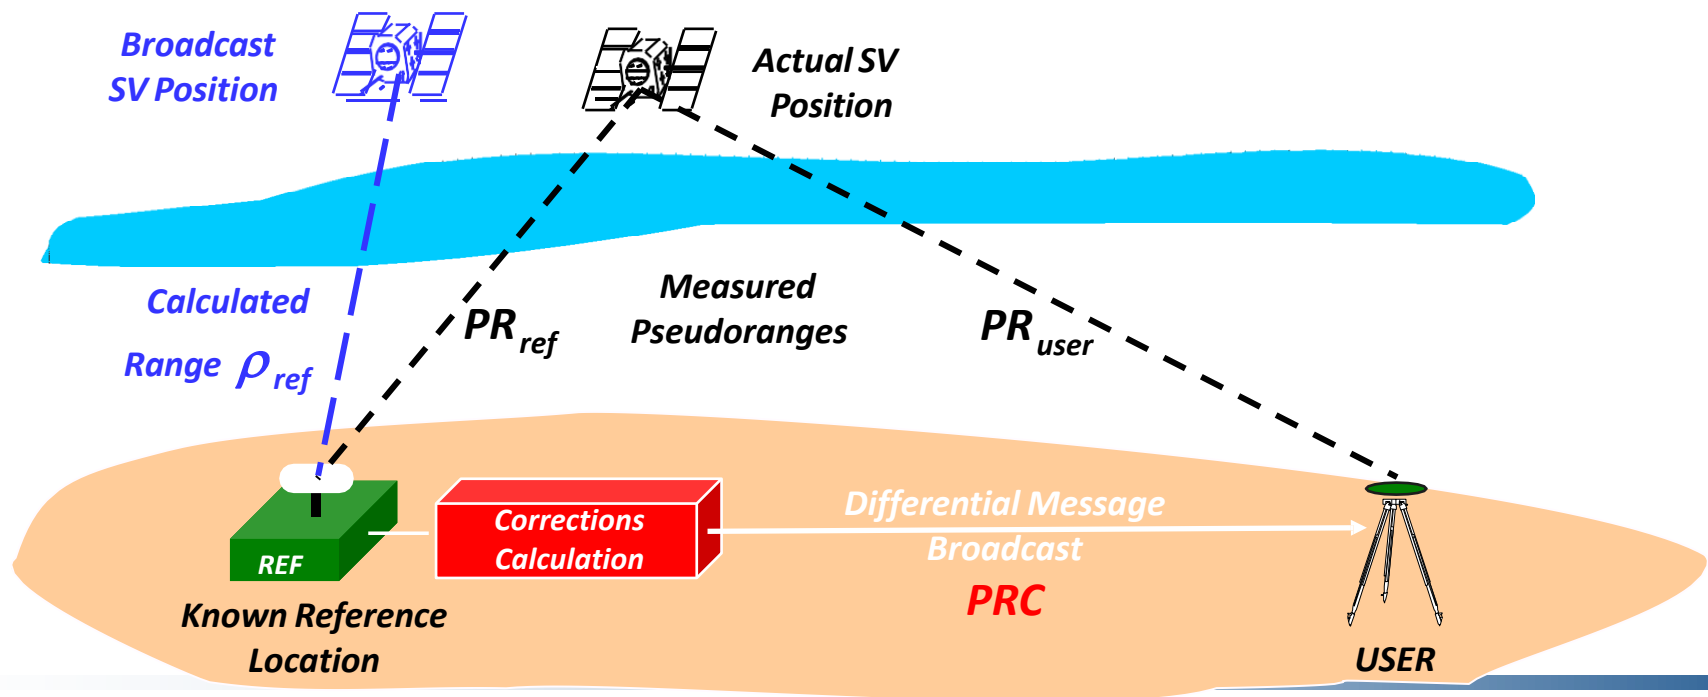 Broadcast
SV Position
Actual SV
Position
Calculated
Range ρ ref
PR ref
Measured
Pseudoranges
PR user
REF
Corrections
Calculation
Differential Message
Broadcast
PRC
Known Reference
Location
USER